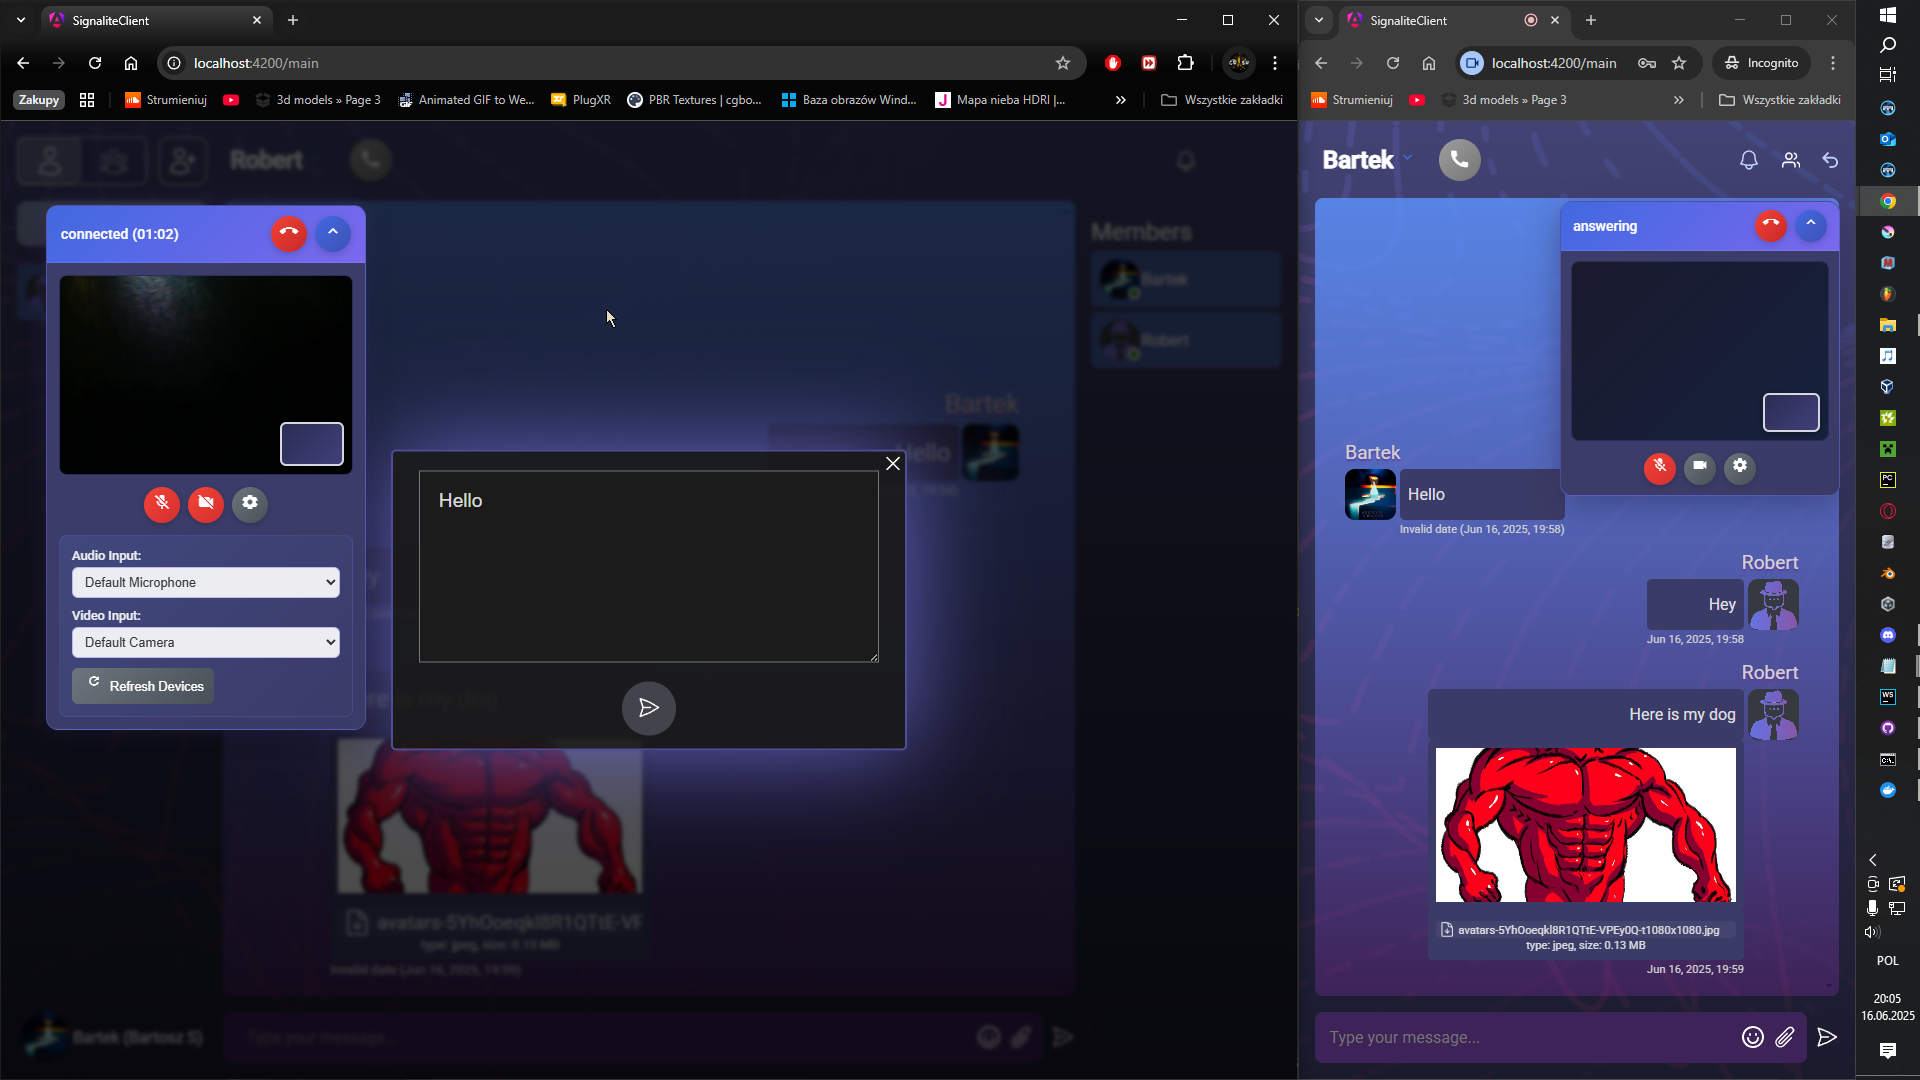 SignaliteClient
localhost:4200/main
Zakupy
Strumieniuj
3d models » Page 3
Animated GIF to We...
PlugXR
PBR Textures | cgbo...
Baza obrazów Wind...
Mapa nieba HDRI |...
»
Wszystkie zakładki
Robert
connected (01:02)
Audio Input:
Default Microphone
Video Input:
Default Camera
Refresh Devices
Members
Bartek
Robert
Bartek
Hello
Hello
avatars-5YhOoeqkl8R1QTtE-VF
type: jpeg, size: 0.13 MB
Invalid date (Jun 16, 2025, 19:59)
Bartek (Bartosz S)
Type your message...
SignaliteClient
localhost:4200/main
Incognito
Strumieniuj
3d models » Page 3
»
Wszystkie zakładki
Bartek
answering
Bartek
Hello
Invalid date (Jun 16, 2025, 19:58)
Robert
Hey
Jun 16, 2025, 19:58
Robert
Here is my dog
avatars-5YhOoeqkl8R1QTtE-VPEy0Q-t1080x1080.jpg
type: jpeg, size: 0.13 MB
Jun 16, 2025, 19:59
Type your message...
PC
WS
C:\.
POL
20:05
16.06.2025